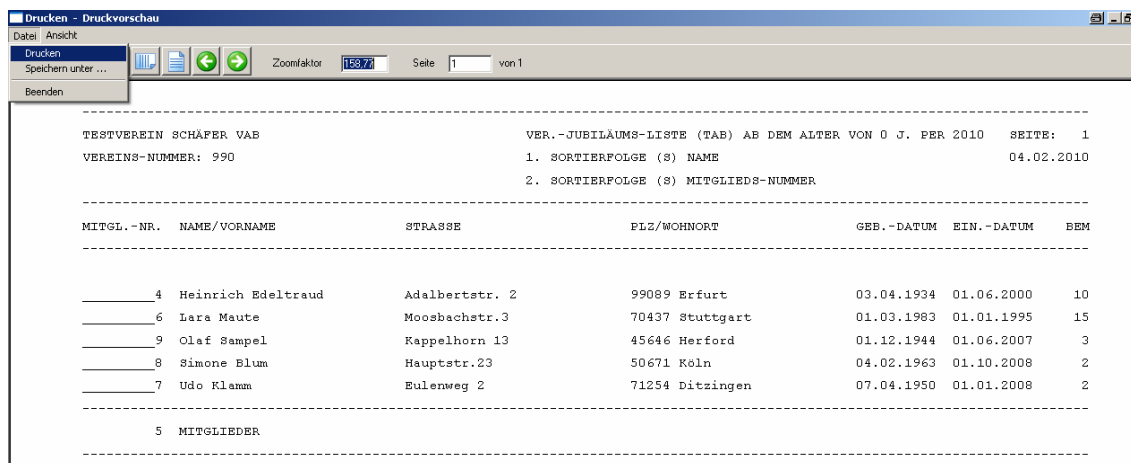 Drucken - Druckvorschau
Datei Ansicht
Drucken
Speichern unter ...
Beenden
Zoomfaktor 158,77 Seite 1 von 1
TESTVEREIN SCHÄFER VAB VER.-JUBILÄUMS-LISTE (TAB) AB DEM ALTER VON 0 J. PER 2010 SEITE: 1
VEREINS-NUMMER: 990 1. SORTIERFOLGE (S) NAME 04.02.2010
2. SORTIERFOLGE (S) MITGLIEDS-NUMMER
MITGL.-NR. NAME/VORNAME STRASSE PLZ/WOHNORT GEB.-DATUM EIN.-DATUM BEM
4 Heinrich Edeltraud Adalbertstr. 2 99089 Erfurt 03.04.1934 01.06.2000 10
6 Lara Maute Moosbachstr.3 70437 Stuttgart 01.03.1983 01.01.1995 15
9 Olaf Sampel Kappelhorn 13 45646 Herford 01.12.1944 01.06.2007 3
8 Simone Blum Hauptstr.23 50671 Köln 04.02.1963 01.10.2008 2
7 Udo Klamm Eulenweg 2 71254 Ditzingen 07.04.1950 01.01.2008 2
5 MITGLIEDER